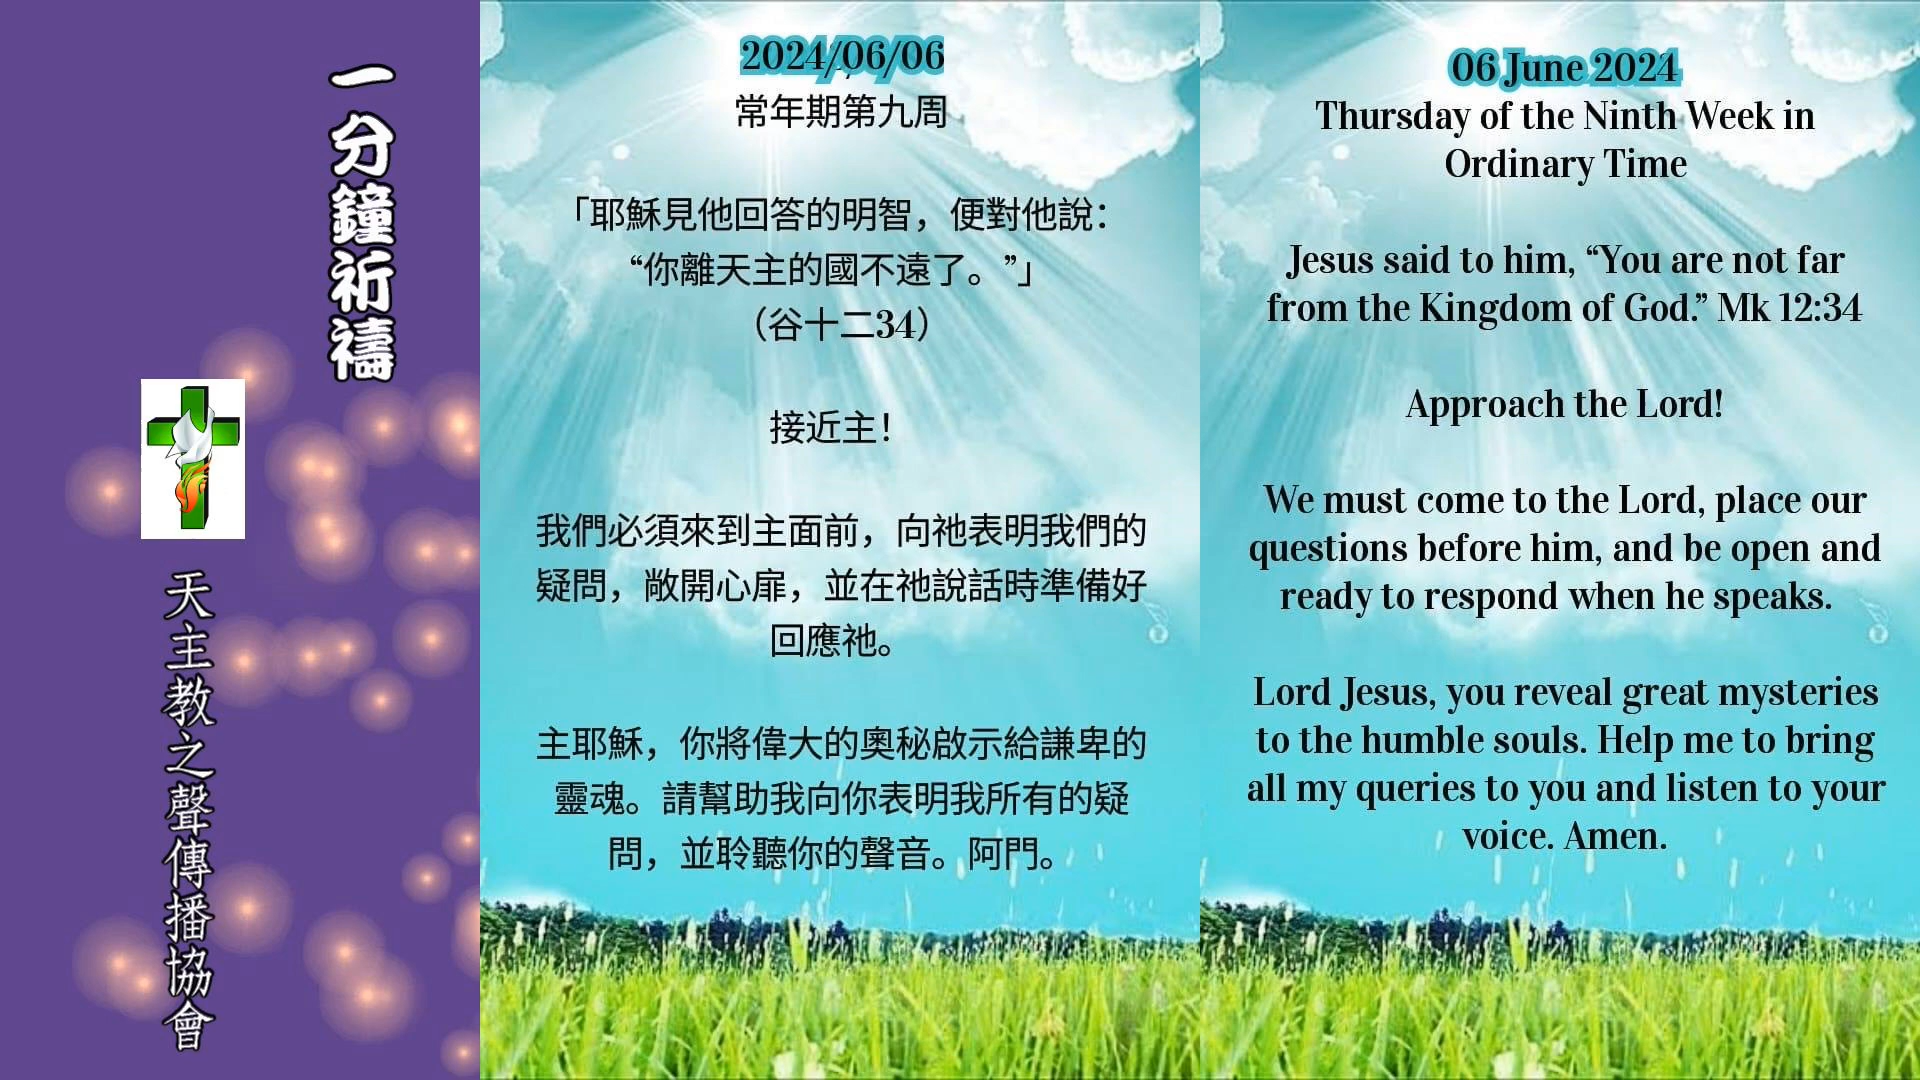 一分鐘祈禱
天主教之聲傳播協會
2024/06/06
常年期第九周
「耶穌見他回答的明智，便對他說：
“你離天主的國不遠了。”」
（谷十二34）
接近主！
我們必須來到主面前，向祂表明我們的
疑問，敞開心扉，並在祂說話時準備好
回應祂。
主耶穌，你將偉大的奧秘啟示給謙卑的
靈魂。請幫助我向你表明我所有的疑
問，並聆聽你的聲音。阿門。
06 June 2024
Thursday of the Ninth Week in
Ordinary Time
Jesus said to him, “You are not far
from the Kingdom of God.” Mk 12:34
Approach the Lord!
We must come to the Lord, place our
questions before him, and be open and
ready to respond when he speaks.
Lord Jesus, you reveal great mysteries
to the humble souls. Help me to bring
all my queries to you and listen to your
voice. Amen.